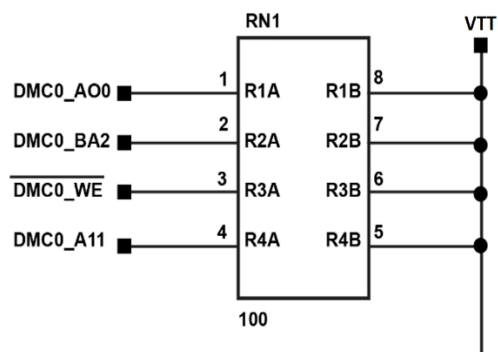 RN1
VTT
DMC0_AO0 1 R1A R1B 8
DMC0_BA2 2 R2A R2B 7
DMC0_WE 3 R3A R3B 6
DMC0_A11 4 R4A R4B 5
100